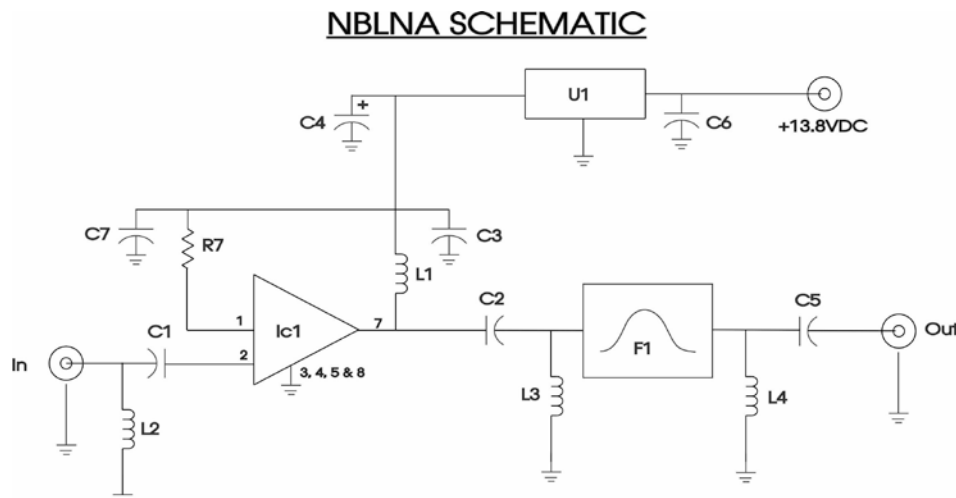 NBLNA SCHEMATIC
U1
+
C4
C6
+13.8VDC
C7
R7
C3
L1
C2
C5
1
Ic1
7
C1
2
F1
Out
In
3, 4, 5 & 8
L3
L4
L2